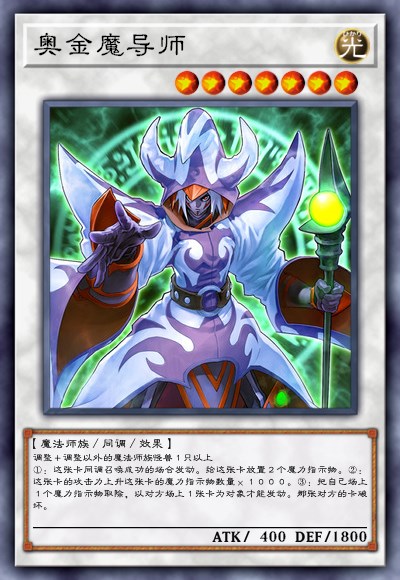 奥金魔导师
光
【魔法师族／同调／效果】
调整＋调整以外的魔法师族怪兽1只以上
①：这张卡同调召唤成功的场合发动。给这张卡放置2个魔力指示物。②：
这张卡的攻击力上升这张卡的魔力指示物数量×1000。③：把自己场上
1个魔力指示物取除，以对方场上1张卡为对象才能发动。那张对方的卡破
坏。
ATK/ 400 DEF/1800